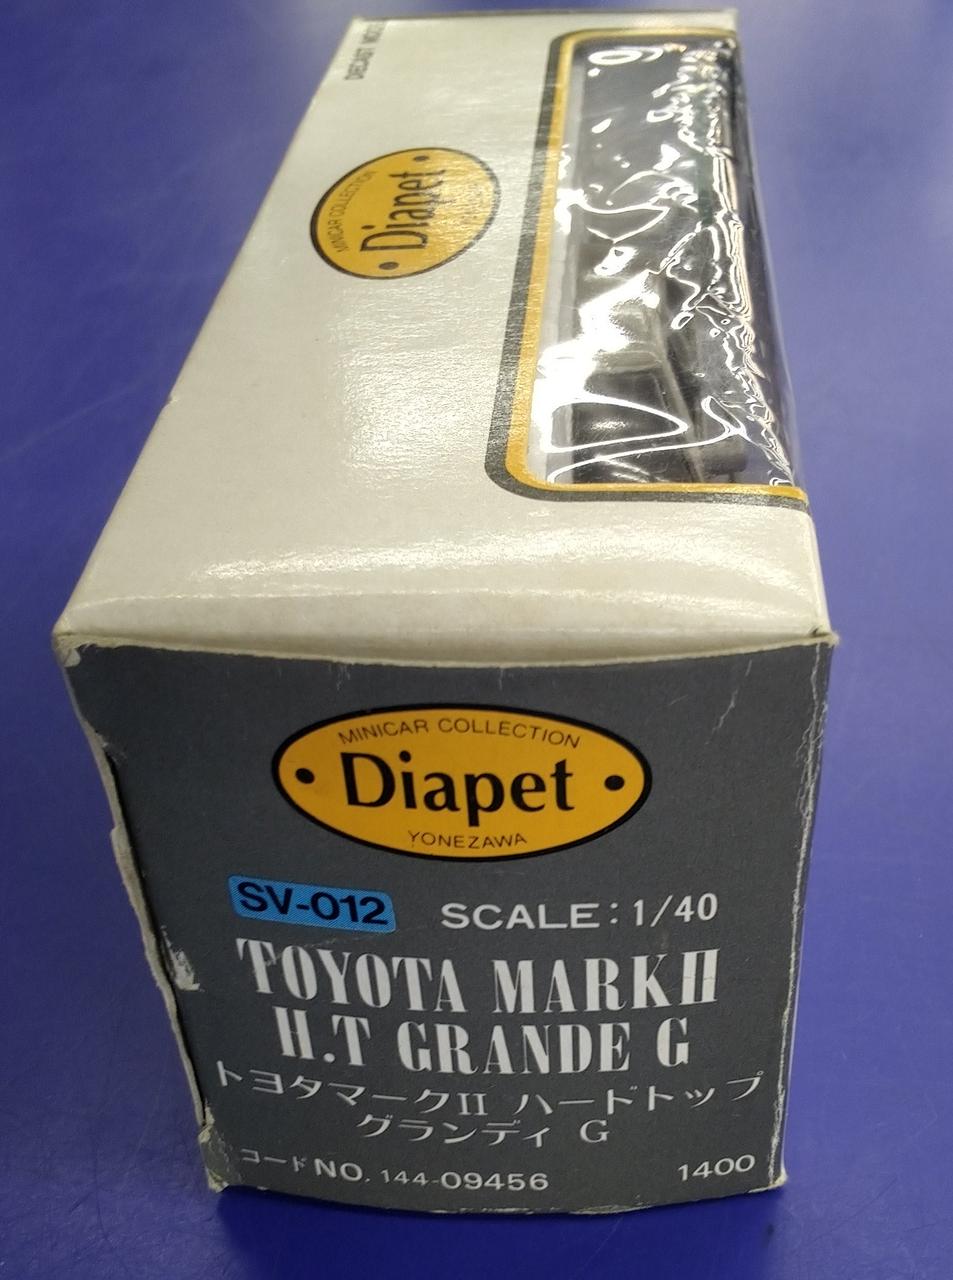 DIECAST
MINICAR COLLECTION
Diapet
MINICAR COLLECTION
Diapet
YONEZAWA
SV-012 SCALE:1/40
TOYOTA MARKII
H.T GRANDE G
トヨタマークII ハードトップ
グランディ G
コードNO. 144-09456 1400